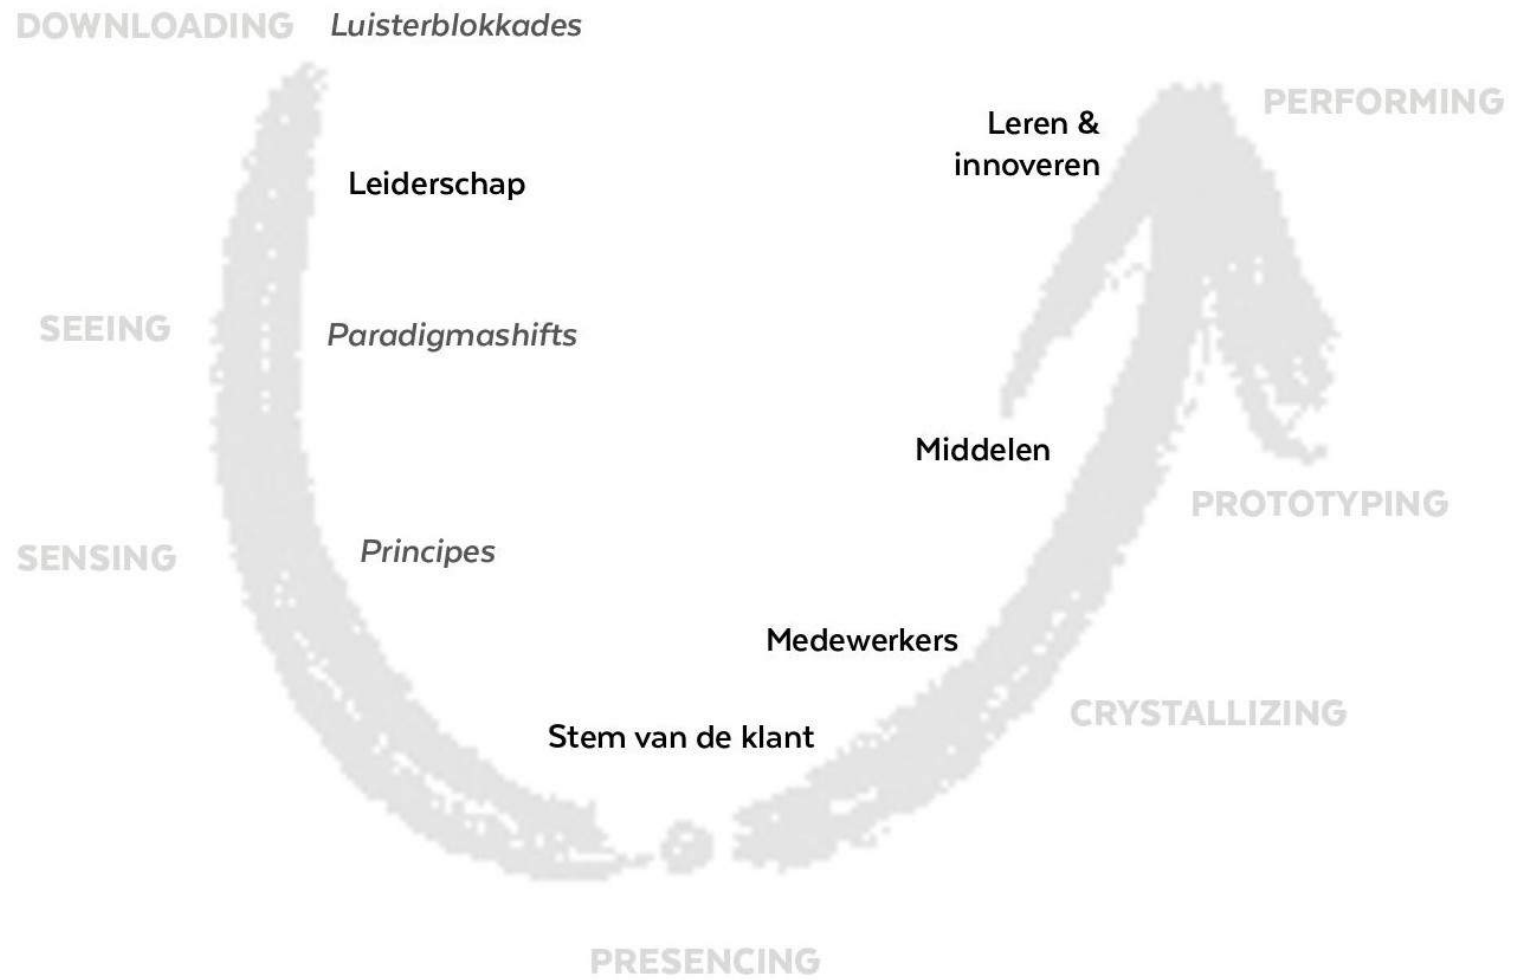 DOWNLOADING
Luisterblokkades
PERFORMING
Leren &
innoveren
Leiderschap
SEEING
Paradigmashifts
Middelen
PROTOTYPING
SENSING
Principes
Medewerkers
CRYSTALLIZING
Stem van de klant
PRESENCING